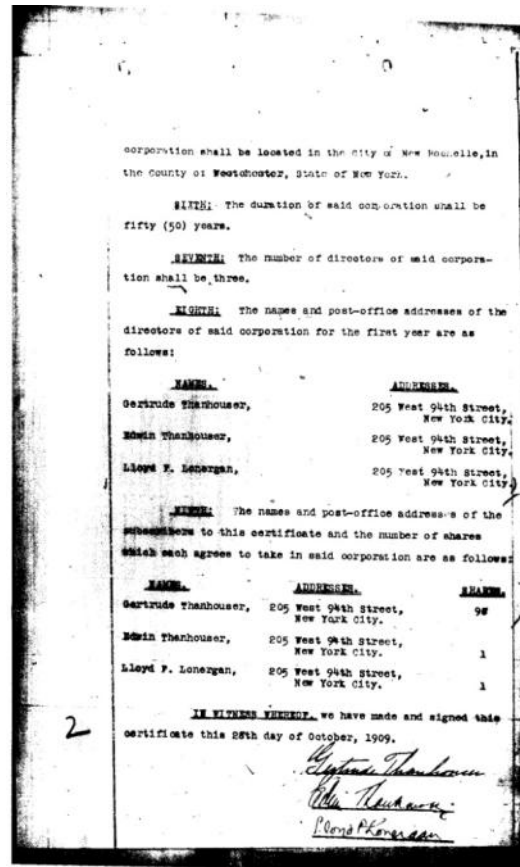 corporation shall be located in the City of New Rochelle, in
the County of Westchester, State of New York.
SIXTH: The duration of said corporation shall be
fifty (50) years.
SEVENTH: The number of directors of said corpora-
tion shall be three.
EIGHTH: The names and post-office addresses of the
directors of said corporation for the first year are as
follows:
NAMES. ADDRESSES.
Gertrude Thanhouser, 205 West 94th Street,
New York City.
Edwin Thanhouser, 205 West 94th Street,
New York City.
Lloyd F. Lonergan, 205 West 94th Street,
New York City.
NINTH: The names and post-office addresses of the
subscribers to this certificate and the number of shares
which each agrees to take in said corporation are as follows:
NAMES. ADDRESSES. SHARES.
Gertrude Thanhouser, 205 West 94th Street,
New York City.
Edwin Thanhouser, 205 West 94th Street,
New York City. 1
Lloyd F. Lonergan, 205 West 94th Street,
New York City. 1
IN WITNESS WHEREOF, we have made and signed this
certificate this 28th day of October, 1909.
2
Gertrude Thanhouser
Edwin Thanhouser
Lloyd F Lonergan